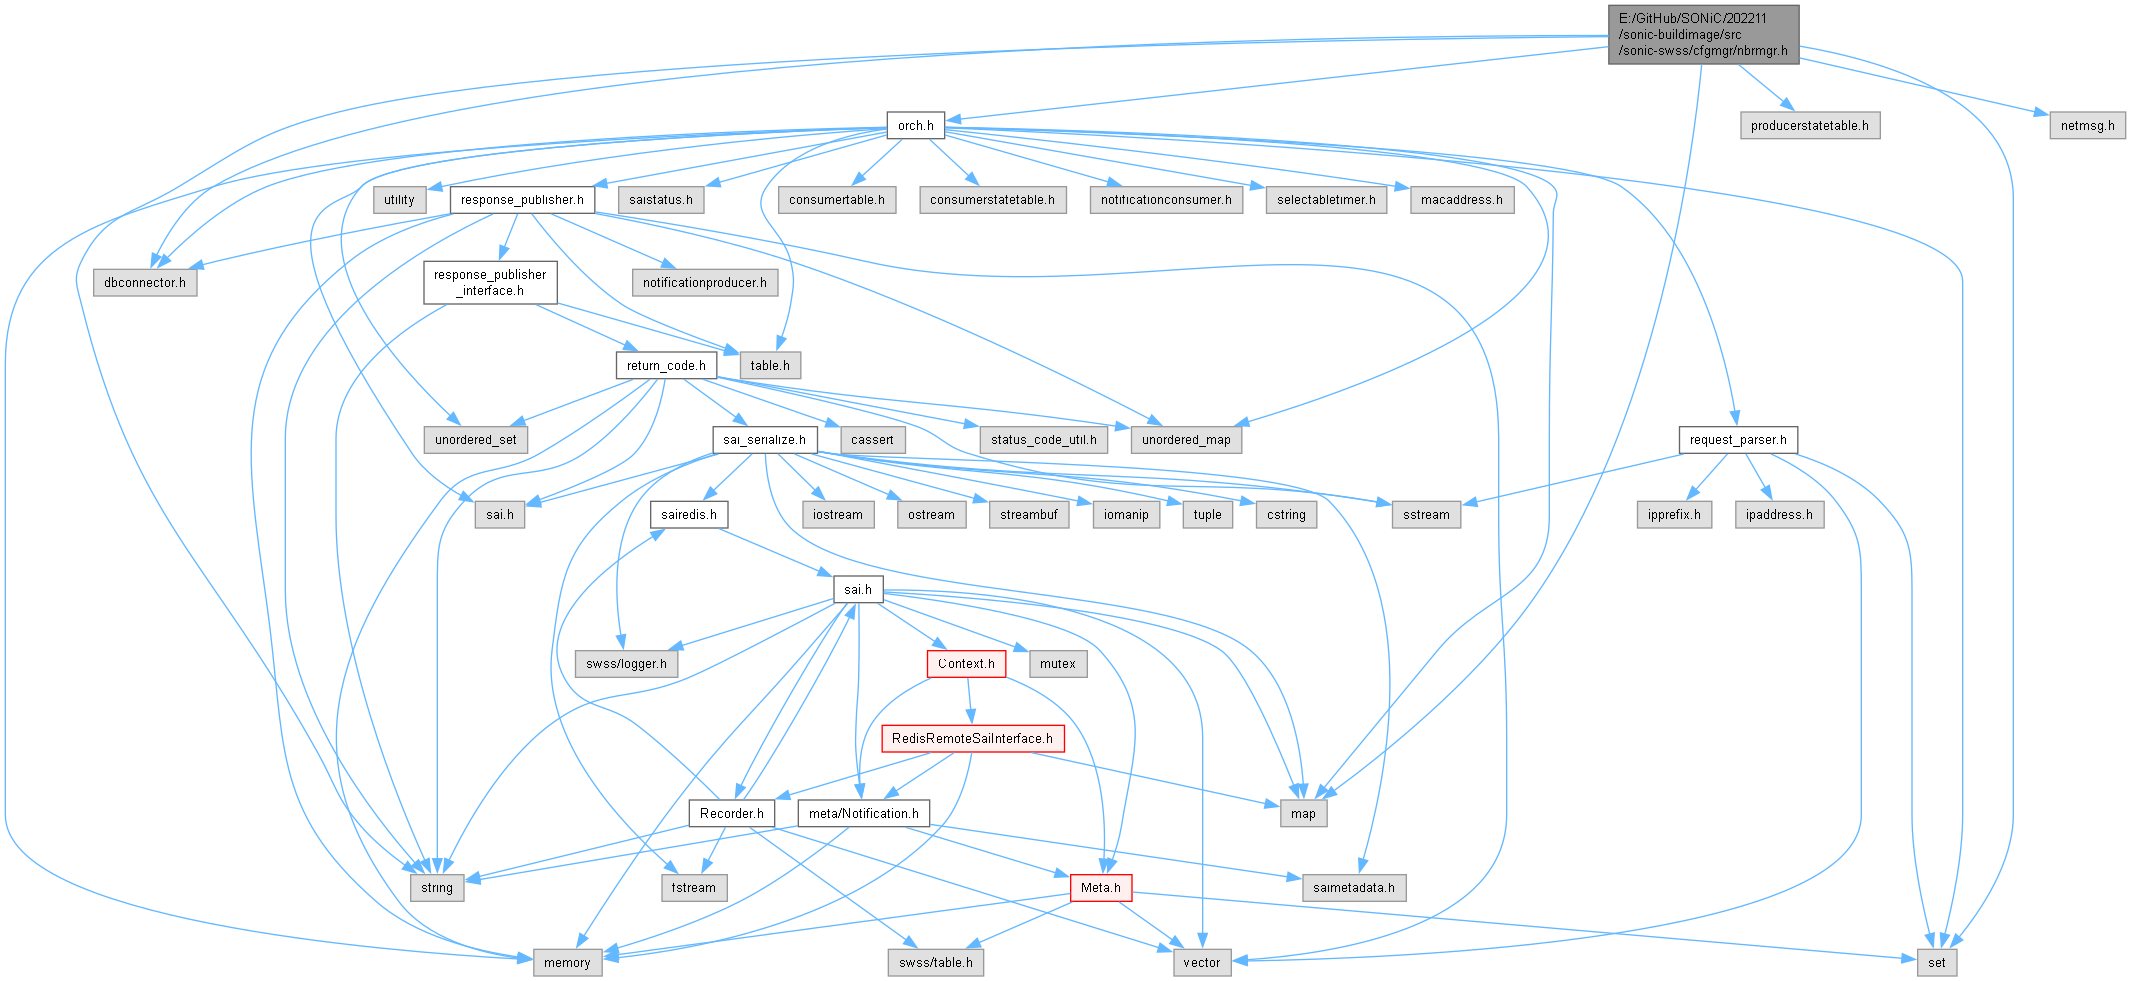 E:/GitHub/SONiC/202211
/sonic-buildimage/src
/sonic-swss/cfgmgr/nbrmgr.h
orch.h
producerstatetable.h
netmsg.h
utility
response_publisher.h
saistatus.h
consumertable.h
consumerstatetable.h
notificationconsumer.h
selectabletimer.h
macaddress.h
dbconnector.h
response_publisher
_interface.h
notificationproducer.h
return_code.h
table.h
unordered_set
sai_serialize.h
cassert
status_code_util.h
unordered_map
request_parser.h
sai.h
sairedis.h
iostream
ostream
streambuf
iomanip
tuple
cstring
sstream
ipprefix.h
ipaddress.h
sai.h
swss/logger.h
Context.h
mutex
RedisRemoteSaiInterface.h
Recorder.h
meta/Notification.h
map
string
fstream
Meta.h
saimetadata.h
memory
swss/table.h
vector
set